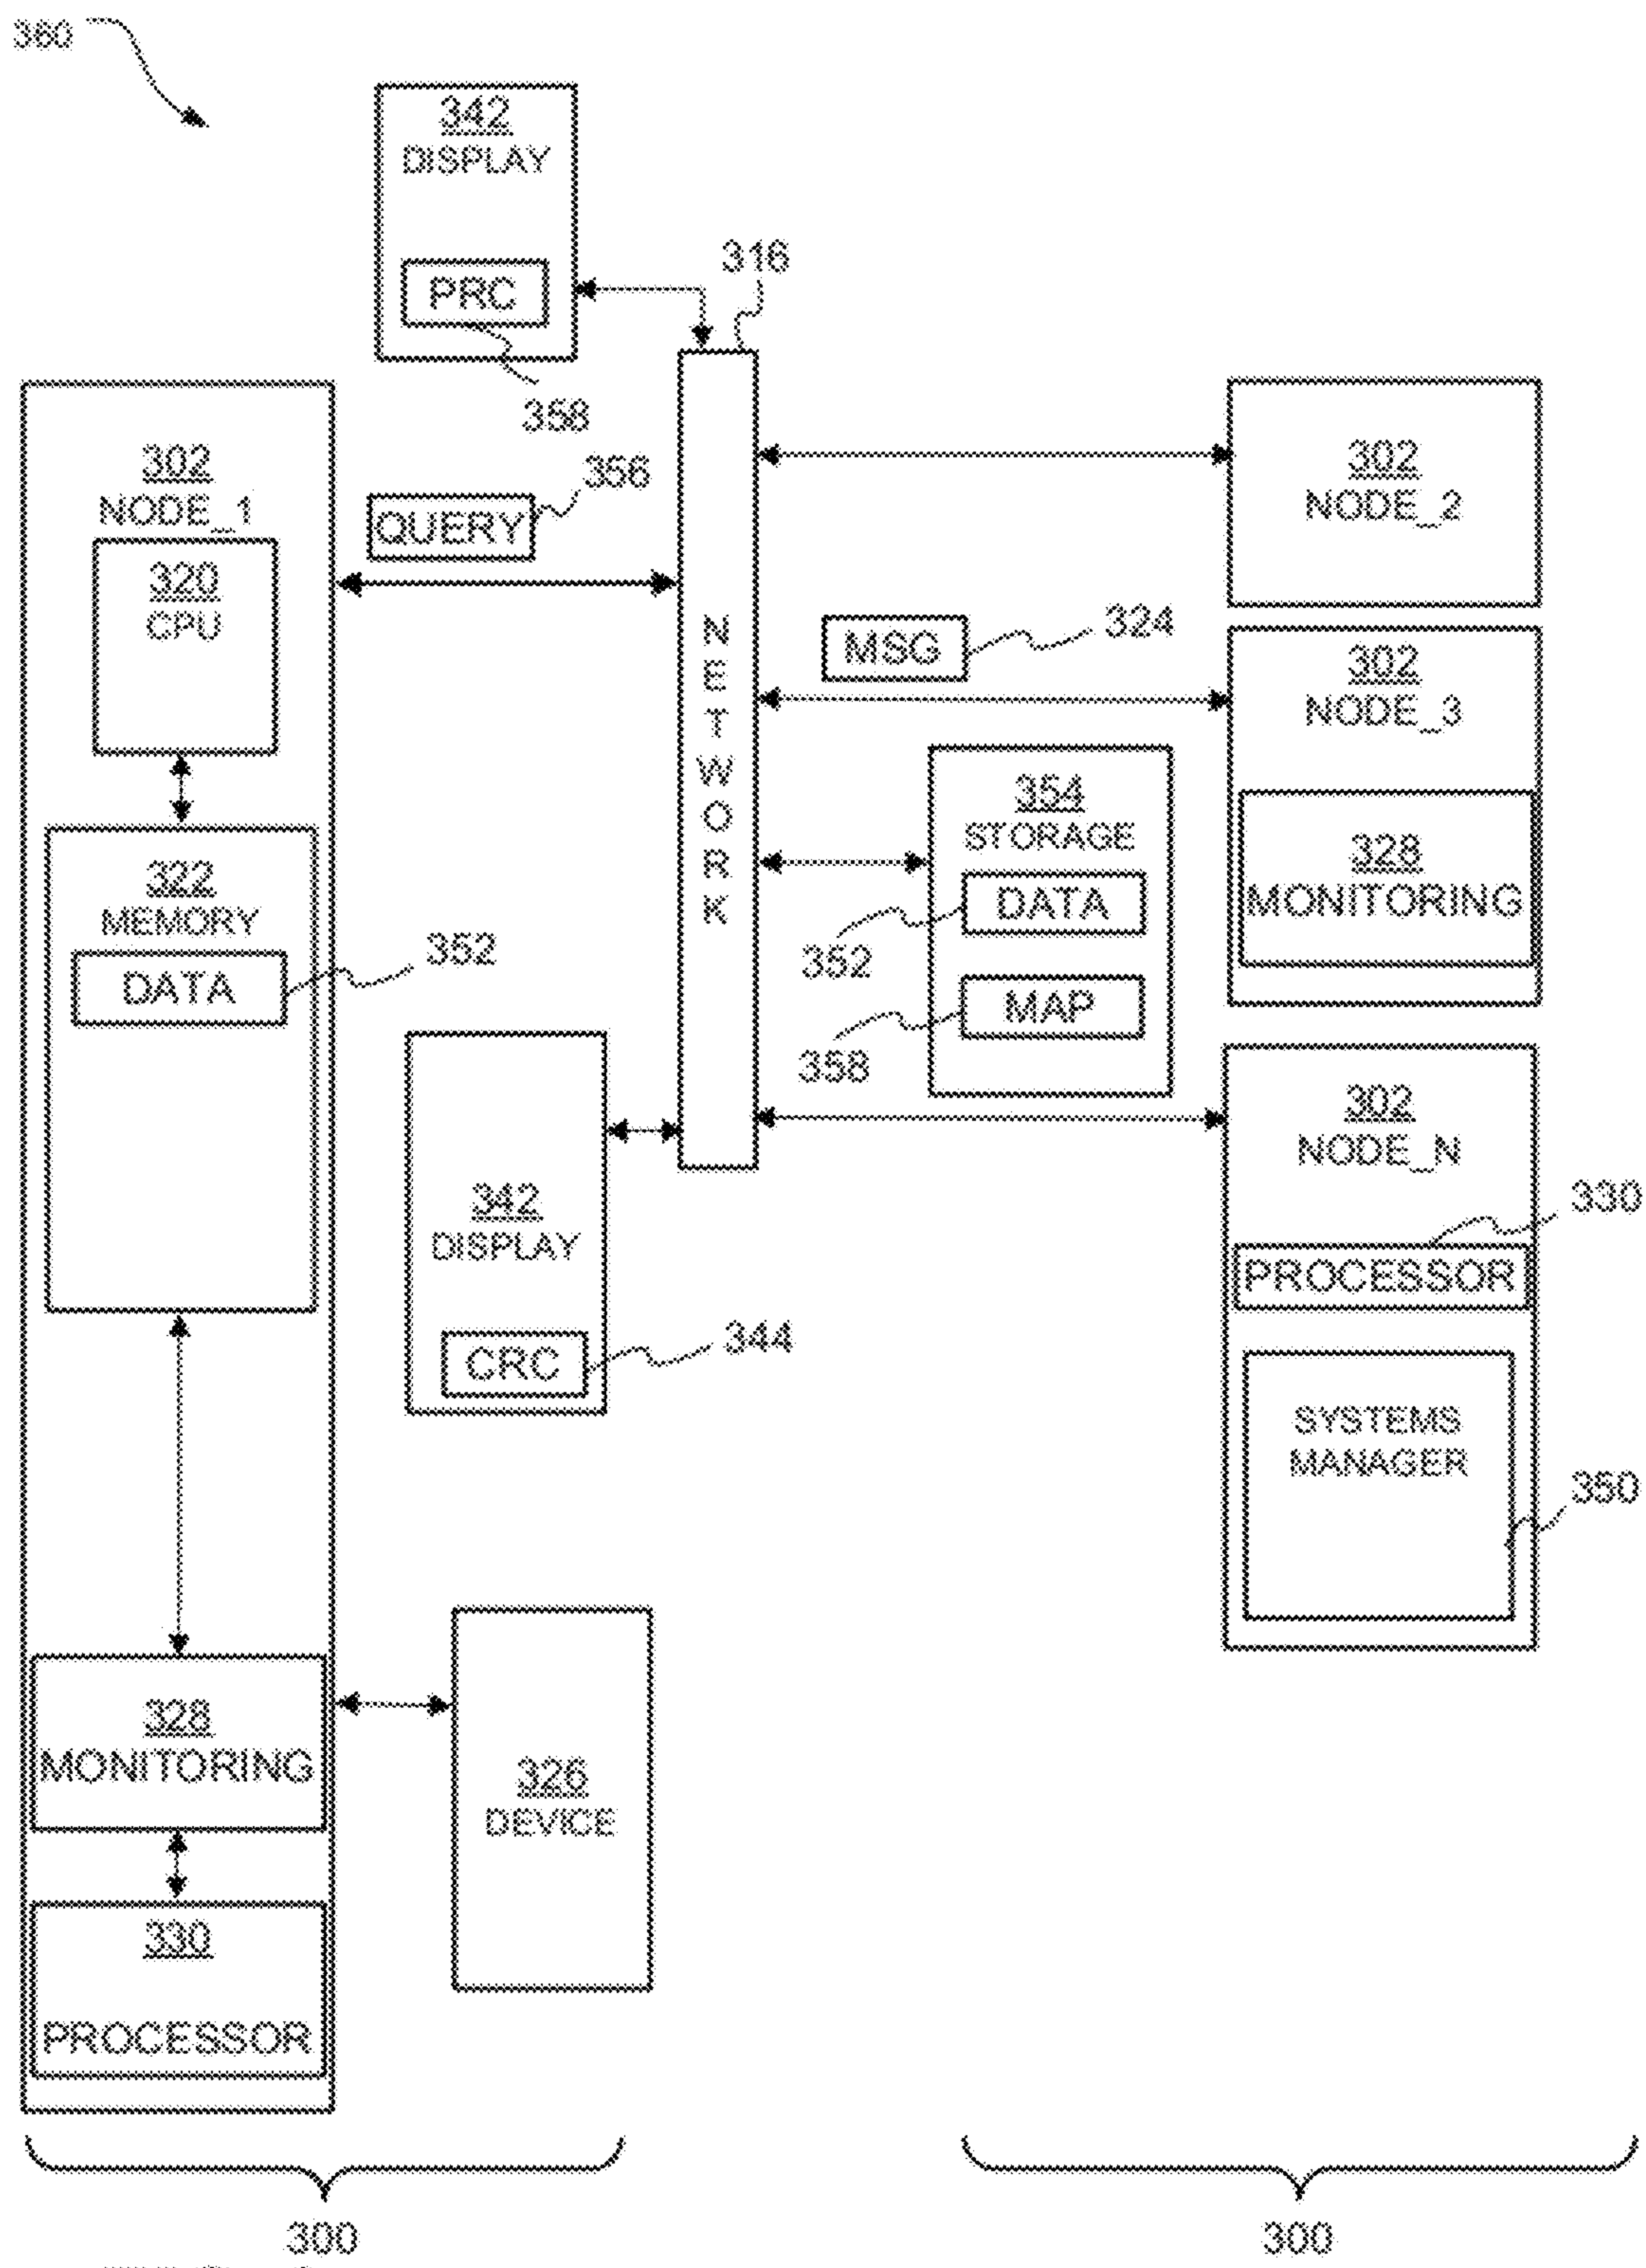 360
342
DISPLAY
PRC
358
316
302
NODE_1
320
CPU
322
MEMORY
DATA
352
QUERY
356
NETWORK
MSG
324
302
NODE_2
302
NODE_3
328
MONITORING
354
STORAGE
DATA
352
MAP
358
342
DISPLAY
CRC
344
302
NODE_N
330
PROCESSOR
SYSTEMS
MANAGER
350
328
MONITORING
330
PROCESSOR
326
DEVICE
300
300